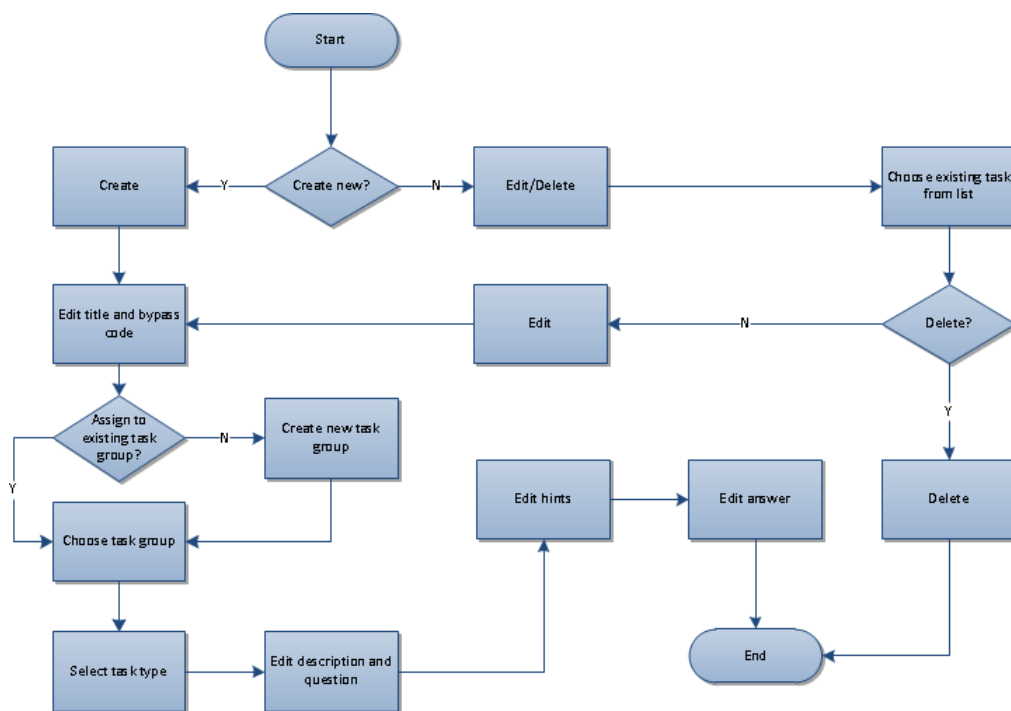 Start
Create
Y
Create new?
N
Edit/Delete
Choose existing task
from list
Edit title and bypass
code
Edit
N
Delete?
Assign to
existing task
group?
N
Create new task
group
Y
Y
Choose task group
Edit hints
Edit answer
Delete
Select task type
Edit description and
question
End